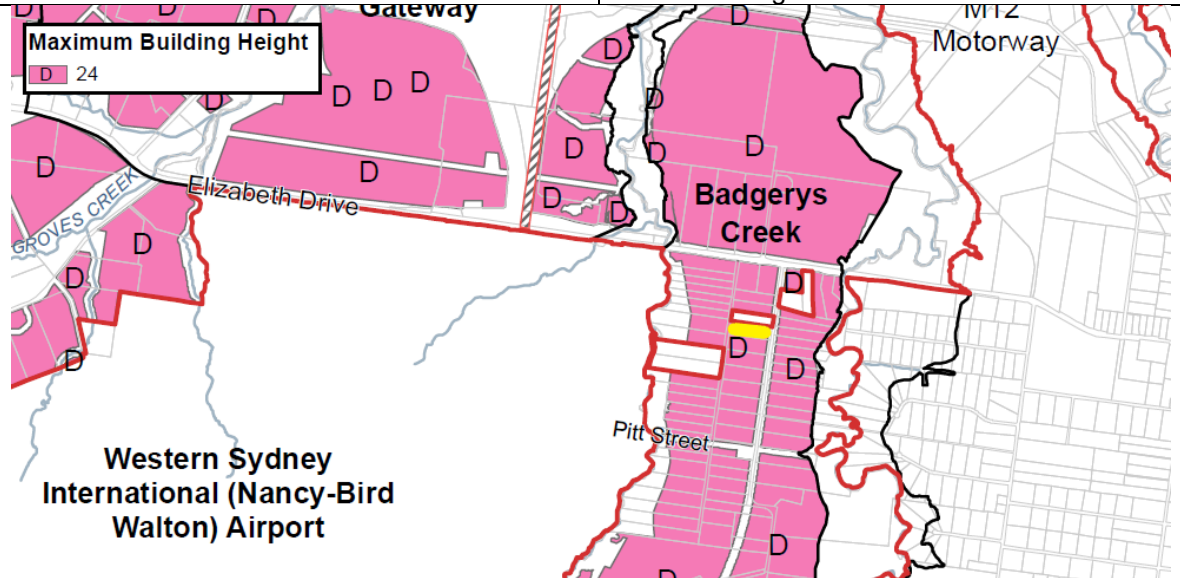 Gateway
M12
Motorway
Maximum Building Height
D 24
D
D
D
D
D
D
D
D
D
D
D
D
D
Badgerys
Creek
Elizabeth Drive
GROVES CREEK
D
D
D
D
D
D
D
D
Pitt Street
Western Sydney
International (Nancy-Bird
Walton) Airport
D